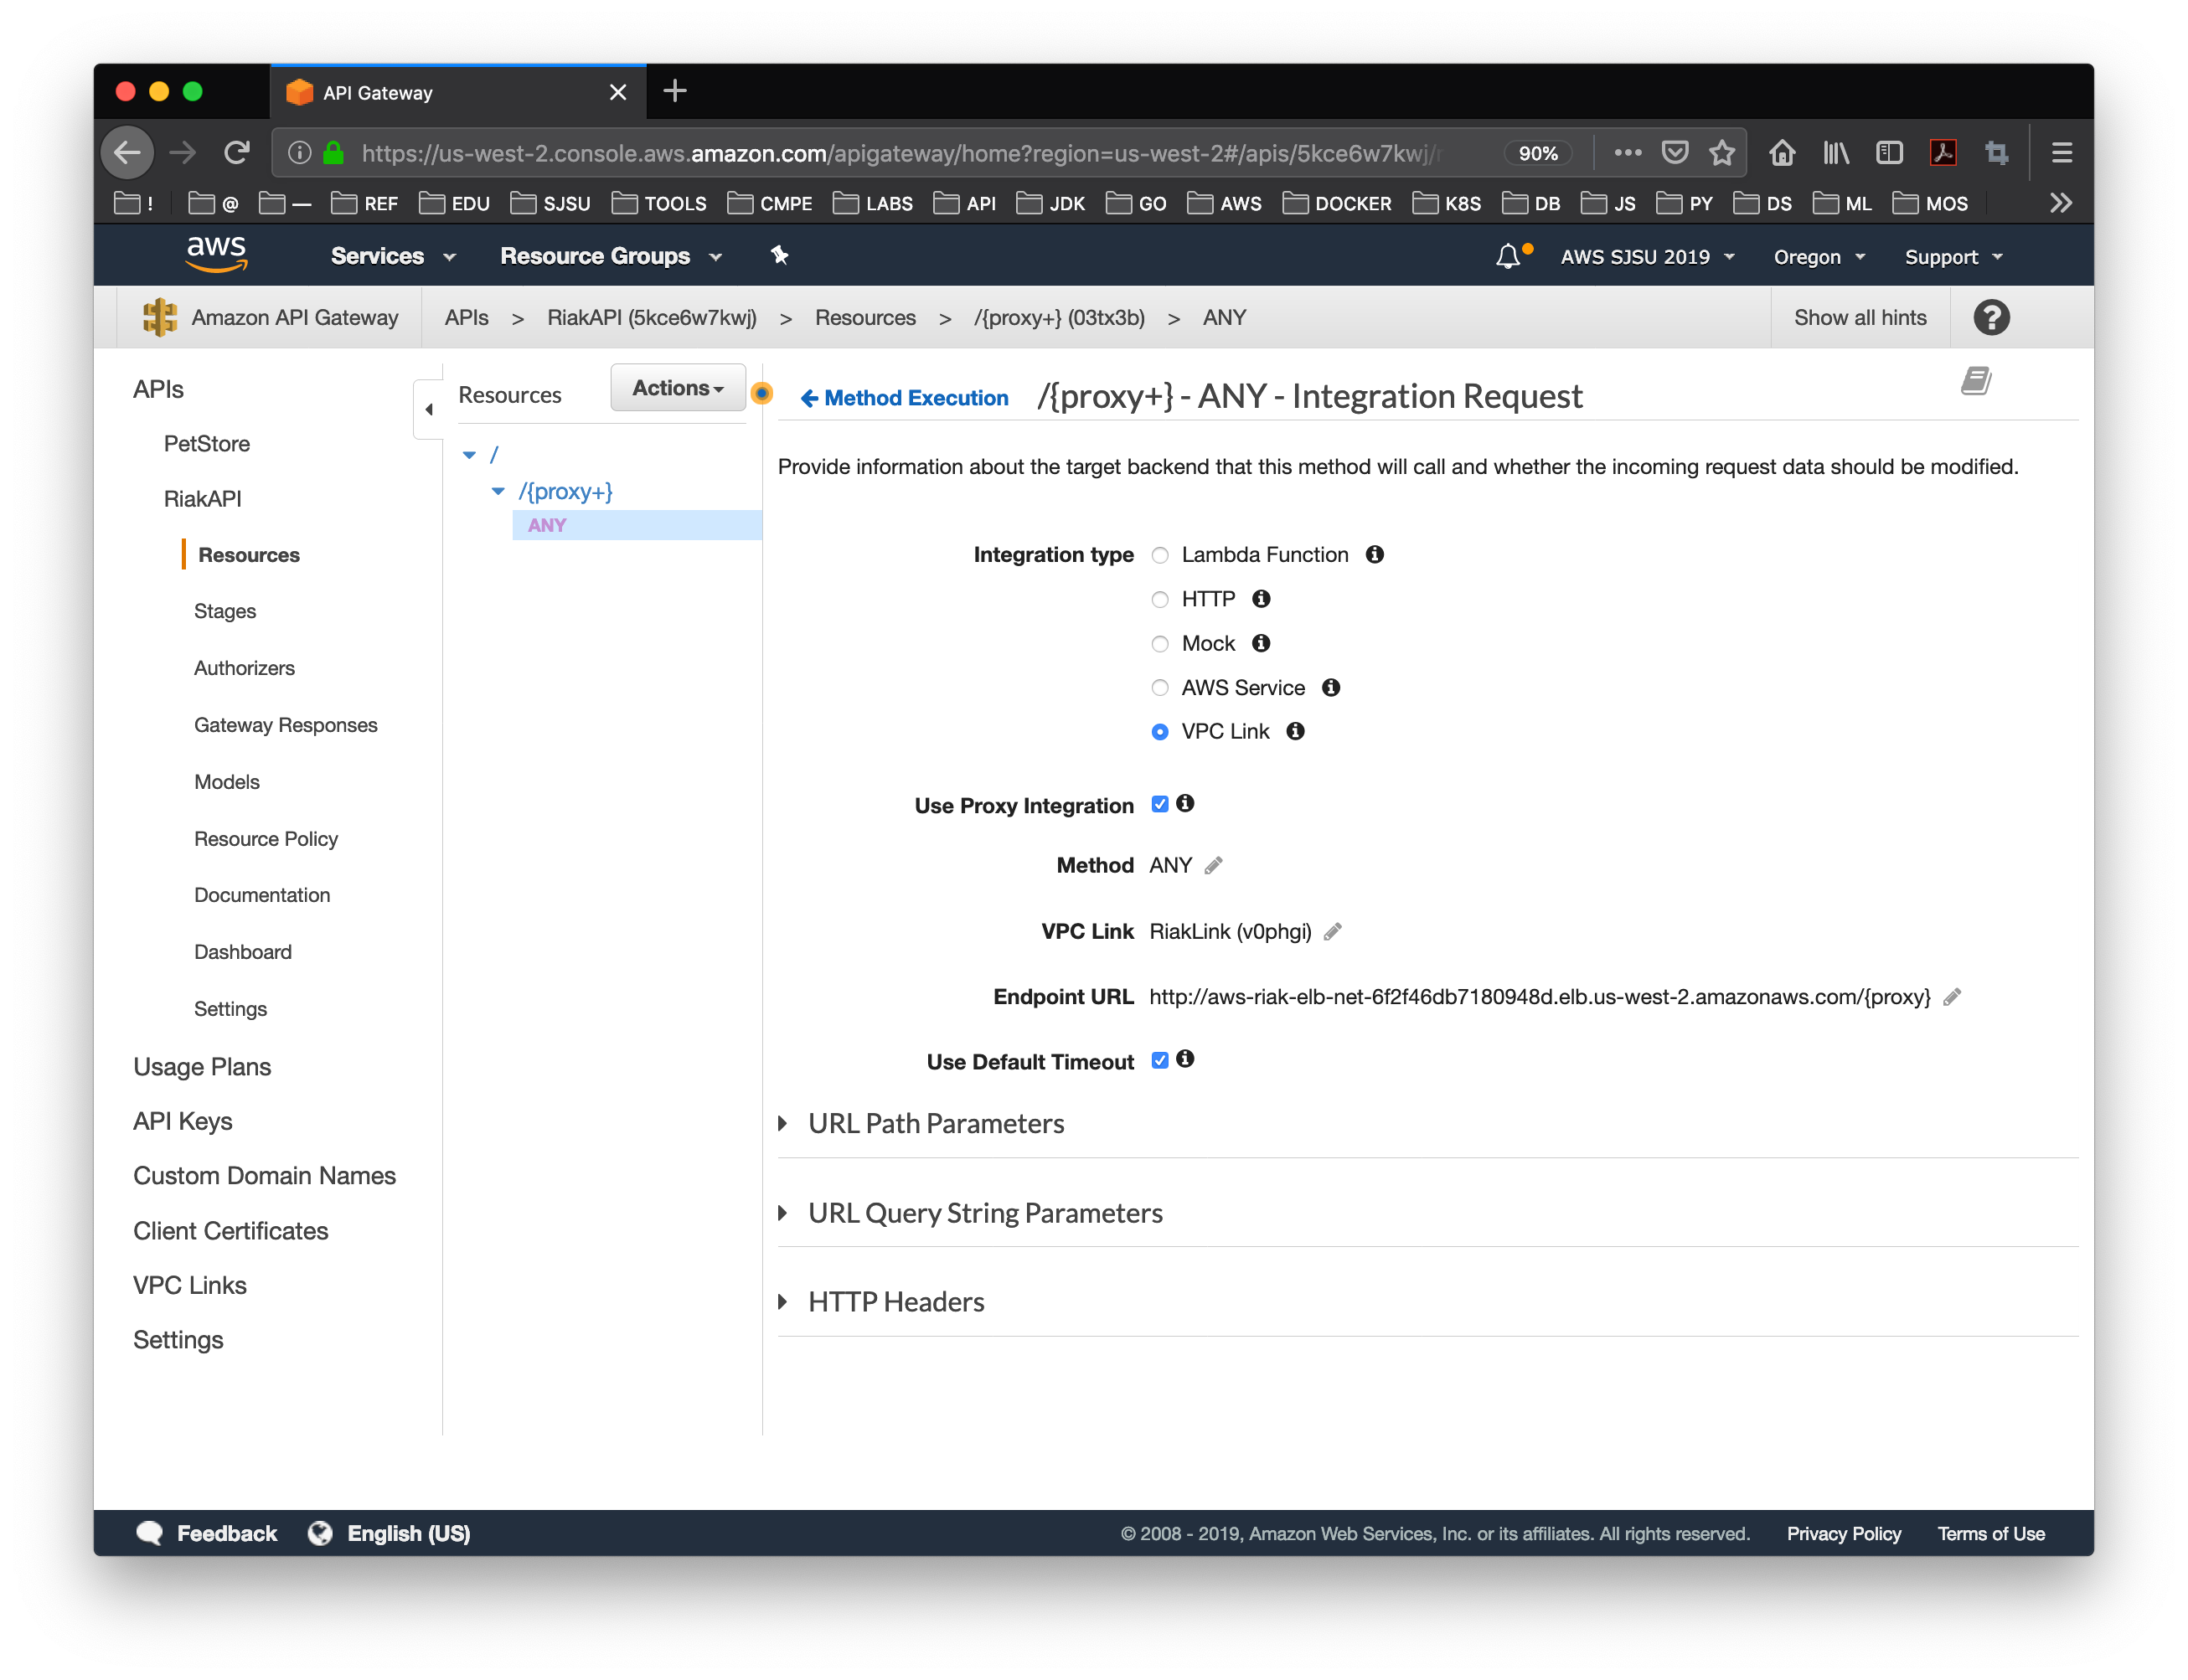 API Gateway
https://us-west-2.console.aws.amazon.com/apigateway/home?region=us-west-2#/apis/5kce6w7kwj/
90%
! @ — REF EDU SJSU TOOLS CMPE LABS API JDK GO AWS DOCKER K8S DB JS PY DS ML MOS
aws Services Resource Groups AWS SJSU 2019 Oregon Support
Amazon API Gateway APIs > RiakAPI (5kce6w7kwj) > Resources > /{proxy+} (03tx3b) > ANY Show all hints ?
APIs
PetStore
RiakAPI
Resources
Stages
Authorizers
Gateway Responses
Models
Resource Policy
Documentation
Dashboard
Settings
Usage Plans
API Keys
Custom Domain Names
Client Certificates
VPC Links
Settings
Resources Actions
/
/{proxy+}
ANY
Method Execution /{proxy+} - ANY - Integration Request
Provide information about the target backend that this method will call and whether the incoming request data should be modified.
Integration type Lambda Function
HTTP
Mock
AWS Service
VPC Link
Use Proxy Integration
Method ANY
VPC Link RiakLink (v0phgi)
Endpoint URL http://aws-riak-elb-net-6f2f46db7180948d.elb.us-west-2.amazonaws.com/{proxy}
Use Default Timeout
URL Path Parameters
URL Query String Parameters
HTTP Headers
Feedback English (US) © 2008 - 2019, Amazon Web Services, Inc. or its affiliates. All rights reserved. Privacy Policy Terms of Use